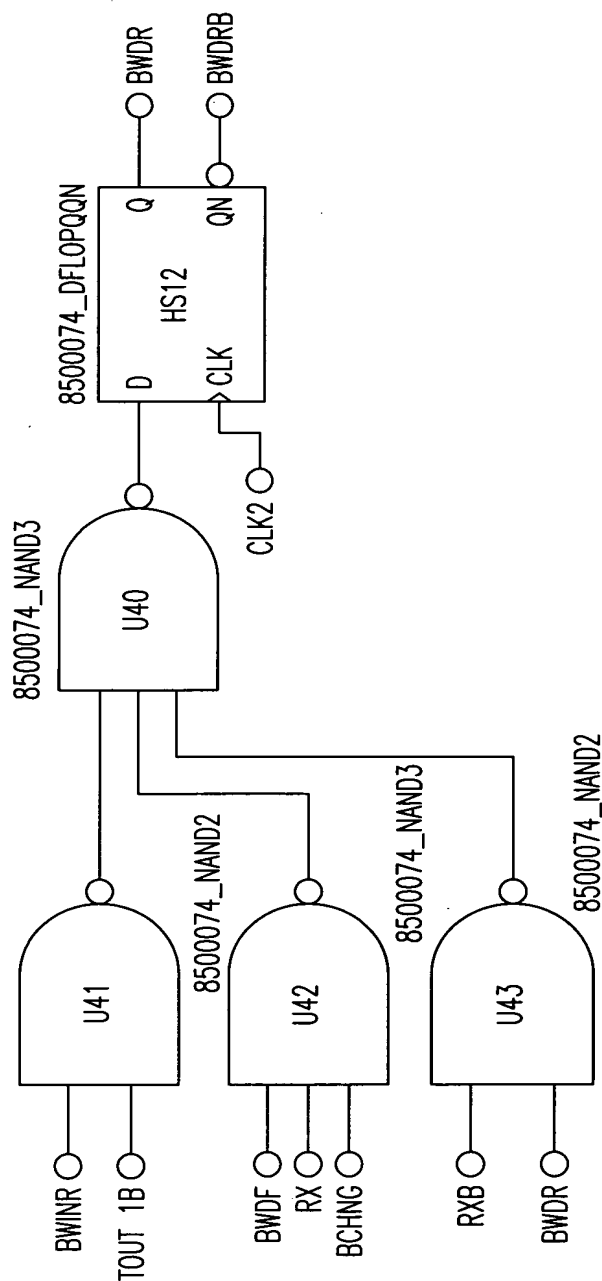 BWINR
TOUT 1B
U41
8500074_NAND2
BWDF
RX
BCHNG
U42
8500074_NAND3
RXB
BWDR
U43
8500074_NAND2
8500074_NAND3
U40
8500074_DFLOPQQN
D
Q
HS12
CLK
QN
CLK2
BWDR
BWDRB